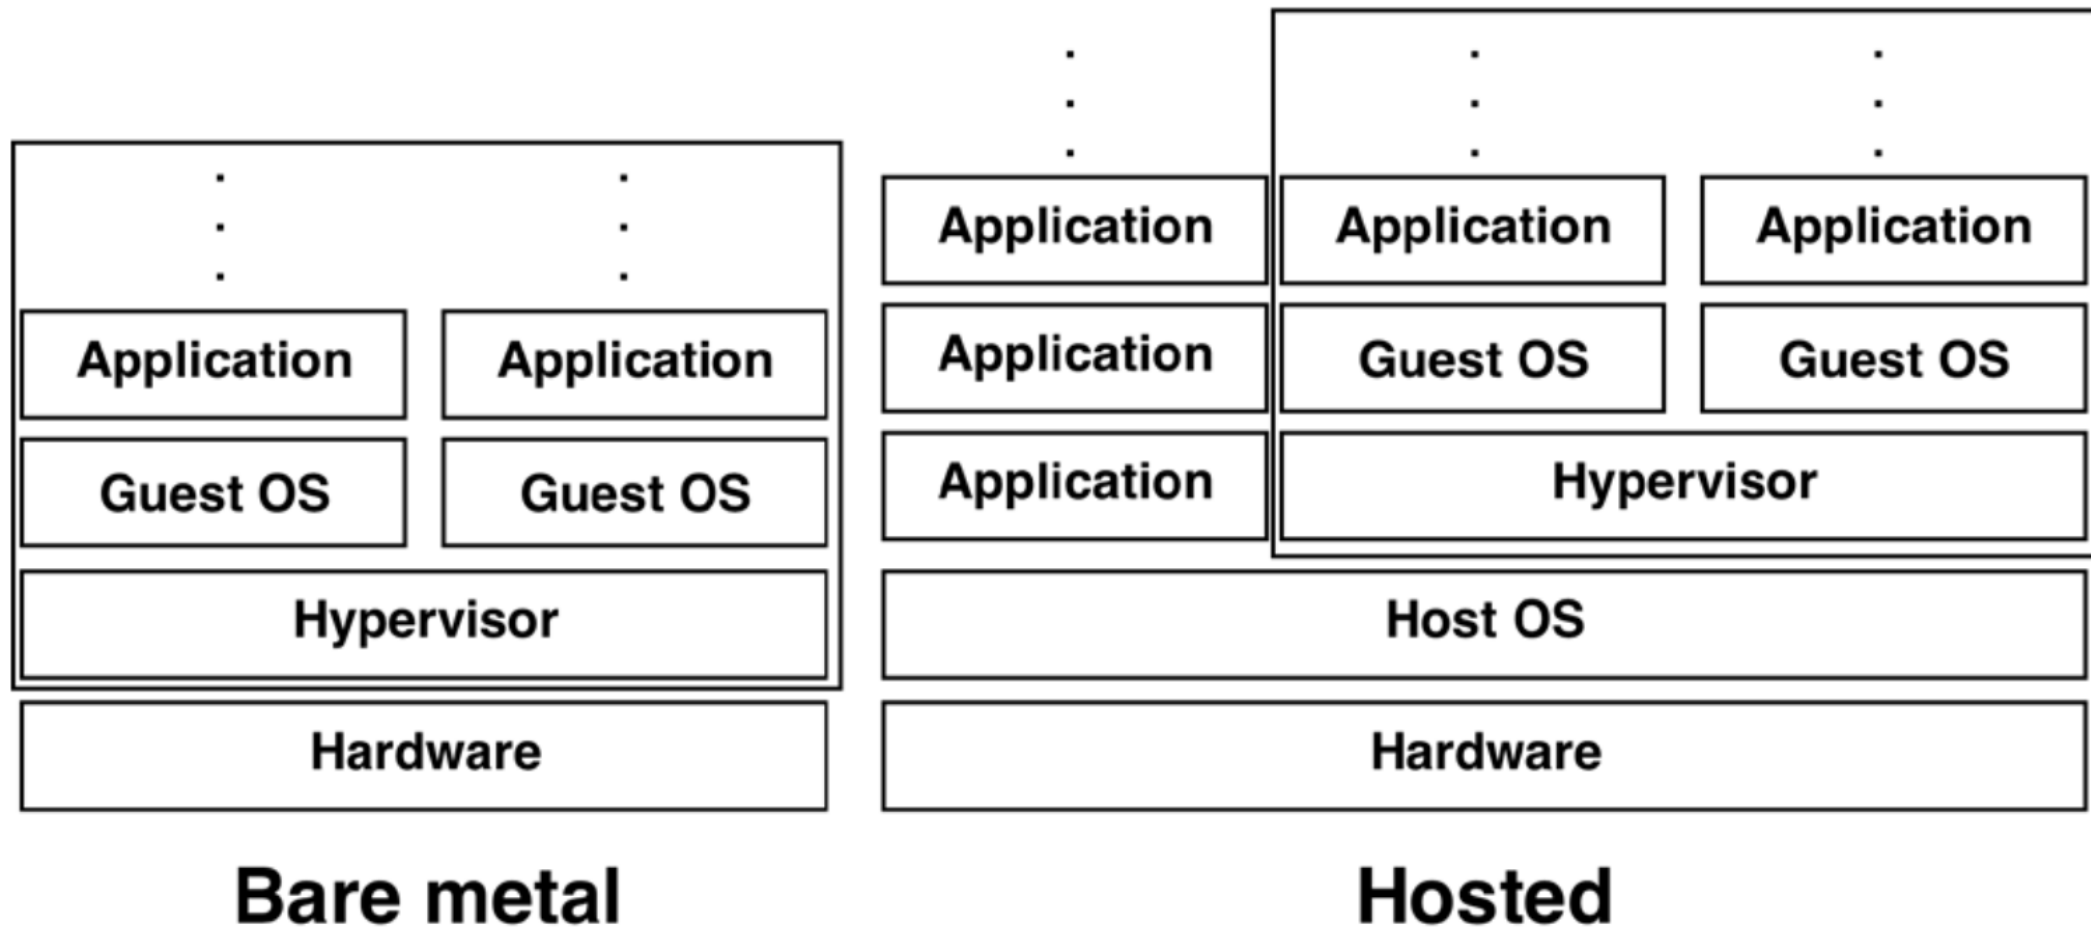 Application Application
Guest OS Guest OS
Hypervisor
Hardware
Bare metal
Application Application Application
Application Guest OS Guest OS
Application Hypervisor
Host OS
Hardware
Hosted